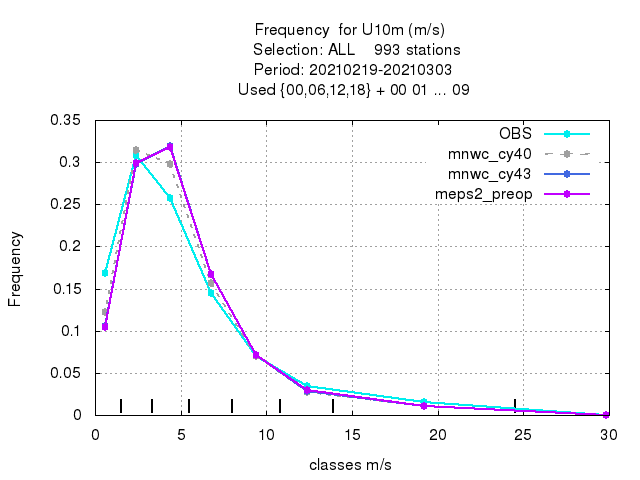 Frequency  for U10m (m/s)
Selection: ALL    993 stations
Period: 20210219-20210303
Used {00,06,12,18} + 00 01 ... 09
0.35
0.3
0.25
0.2
0.15
0.1
0.05
0
Frequency
OBS
mnwc_cy40
mnwc_cy43
meps2_preop
0 5 10 15 20 25 30
classes m/s